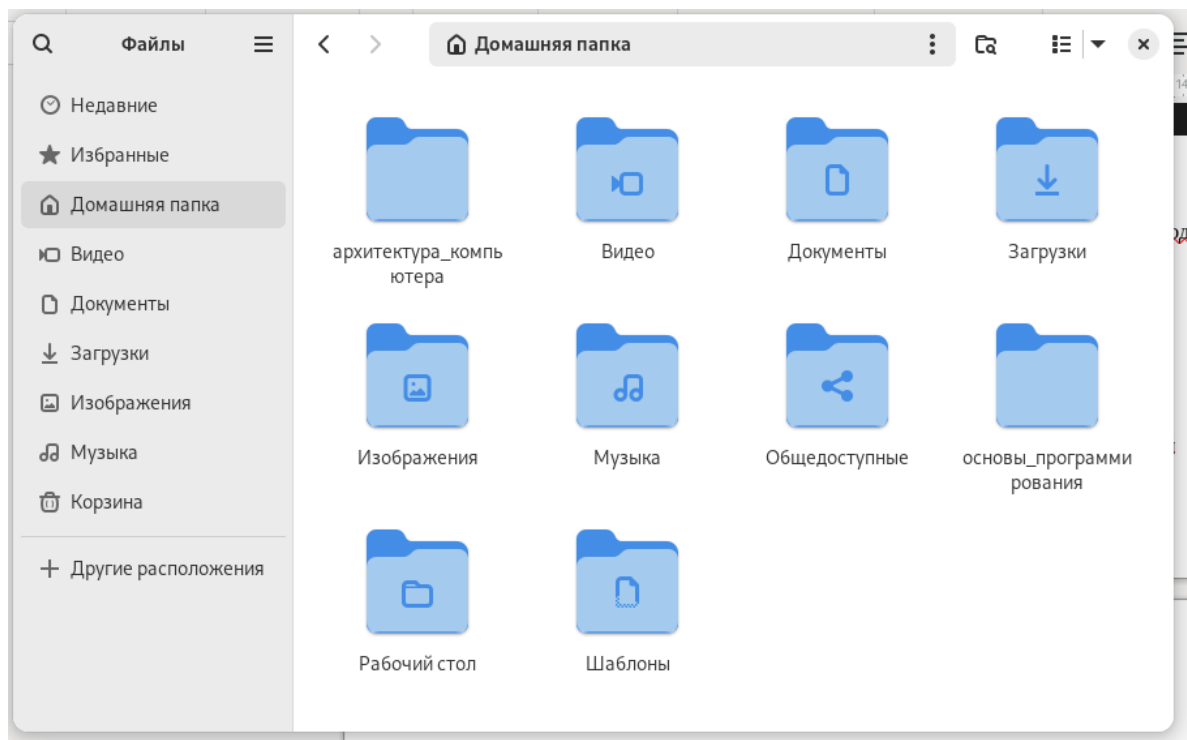 Файлы
Домашняя папка
Недавние
Избранные
Домашняя папка
Видео
Документы
Загрузки
Изображения
Музыка
Корзина
Другие расположения
архитектура_компь
ютера
Видео
Документы
Загрузки
Изображения
Музыка
Общедоступные
основы_программи
рования
Рабочий стол
Шаблоны
14